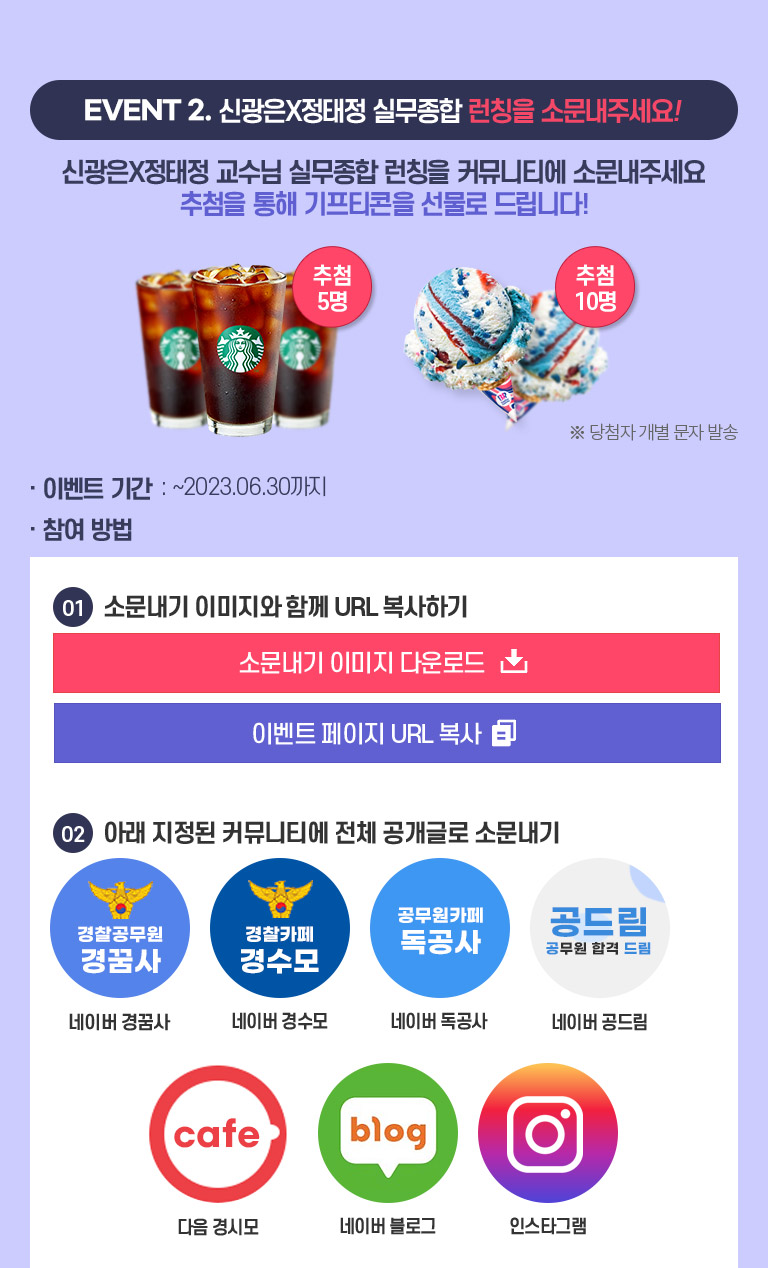 EVENT 2. 신광은X정태정 실무종합 런칭을 소문내주세요!
신광은X정태정 교수님 실무종합 런칭을 커뮤니티에 소문내주세요
추첨을 통해 기프티콘을 선물로 드립니다!
추첨
5명
추첨
10명
※ 당첨자 개별 문자 발송
· 이벤트 기간 : ~2023.06.30까지
· 참여 방법
01 소문내기 이미지와 함께 URL 복사하기
소문내기 이미지 다운로드
이벤트 페이지 URL 복사
02 아래 지정된 커뮤니티에 전체 공개글로 소문내기
경찰공무원
경꿈사
경찰카페
경수모
공무원카페
독공사
공드림
공무원 합격 드림
네이버 경꿈사
네이버 경수모
네이버 독공사
네이버 공드림
cafe
blog
다음 경시모
네이버 블로그
인스타그램